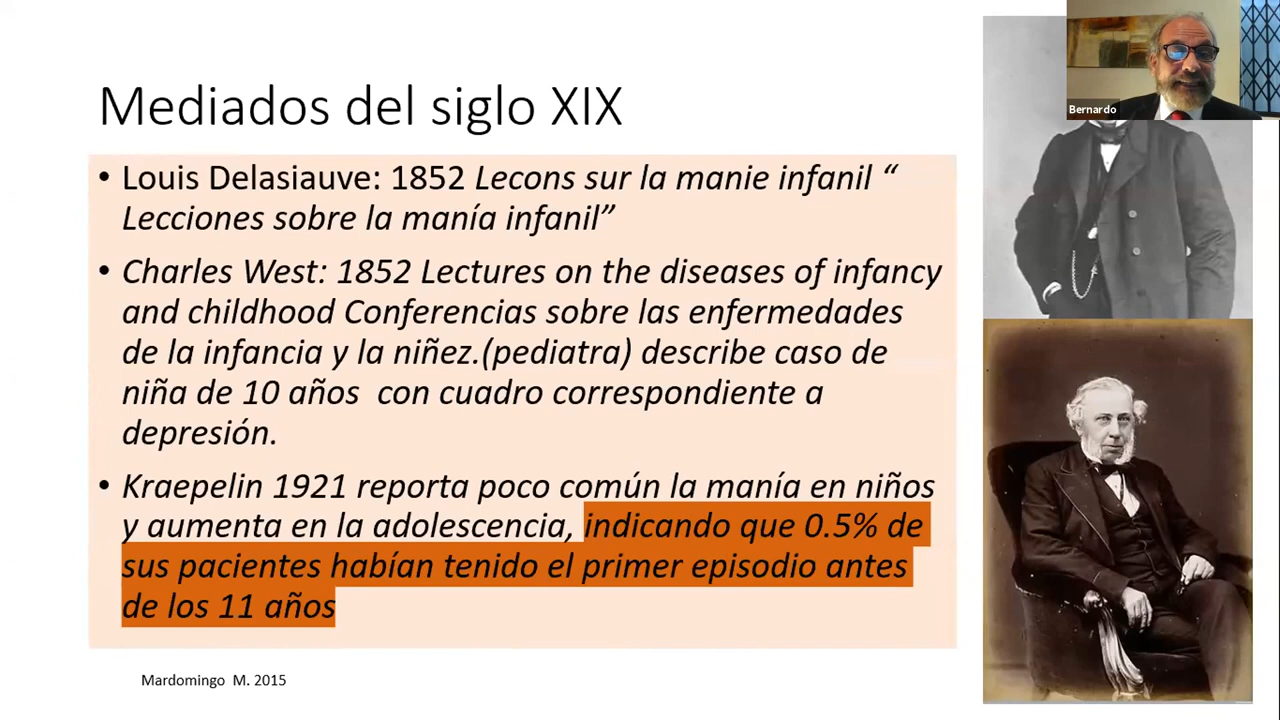 Mediados del siglo XIX
• Louis Delasiauve: 1852 Lecons sur la manie infanil “
Lecciones sobre la manía infanil”
• Charles West: 1852 Lectures on the diseases of infancy
and childhood Conferencias sobre las enfermedades
de la infancia y la niñez.(pediatra) describe caso de
niña de 10 años con cuadro correspondiente a
depresión.
• Kraepelin 1921 reporta poco común la manía en niños
y aumenta en la adolescencia, indicando que 0.5% de
sus pacientes habían tenido el primer episodio antes
de los 11 años
Mardomingo M. 2015
Bernardo